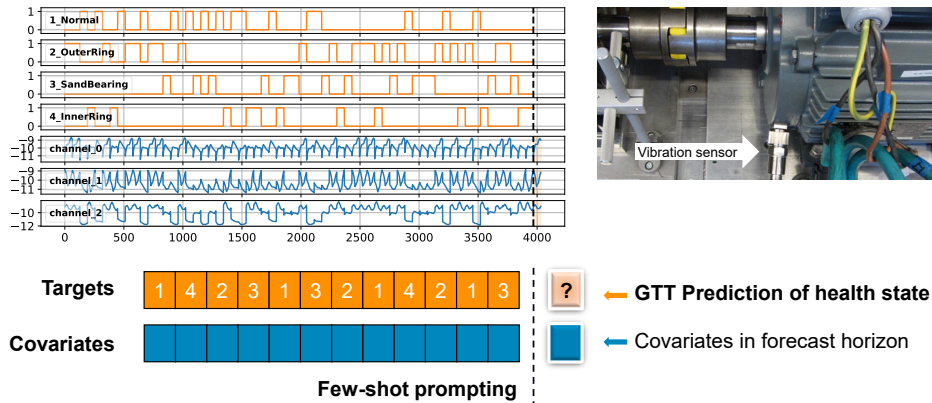 1
0
1_Normal
1
0
2_OuterRing
1
0
3_SandBearing
1
0
4_InnerRing
−9
−10
−11
channel_0
−9
−10
−11
channel_1
−10
−12
channel_2
0 500 1000 1500 2000 2500 3000 3500 4000
Vibration sensor
Targets 1 4 2 3 1 3 2 1 4 2 1 3 ? GTT Prediction of health state
Covariates Covariates in forecast horizon
Few-shot prompting